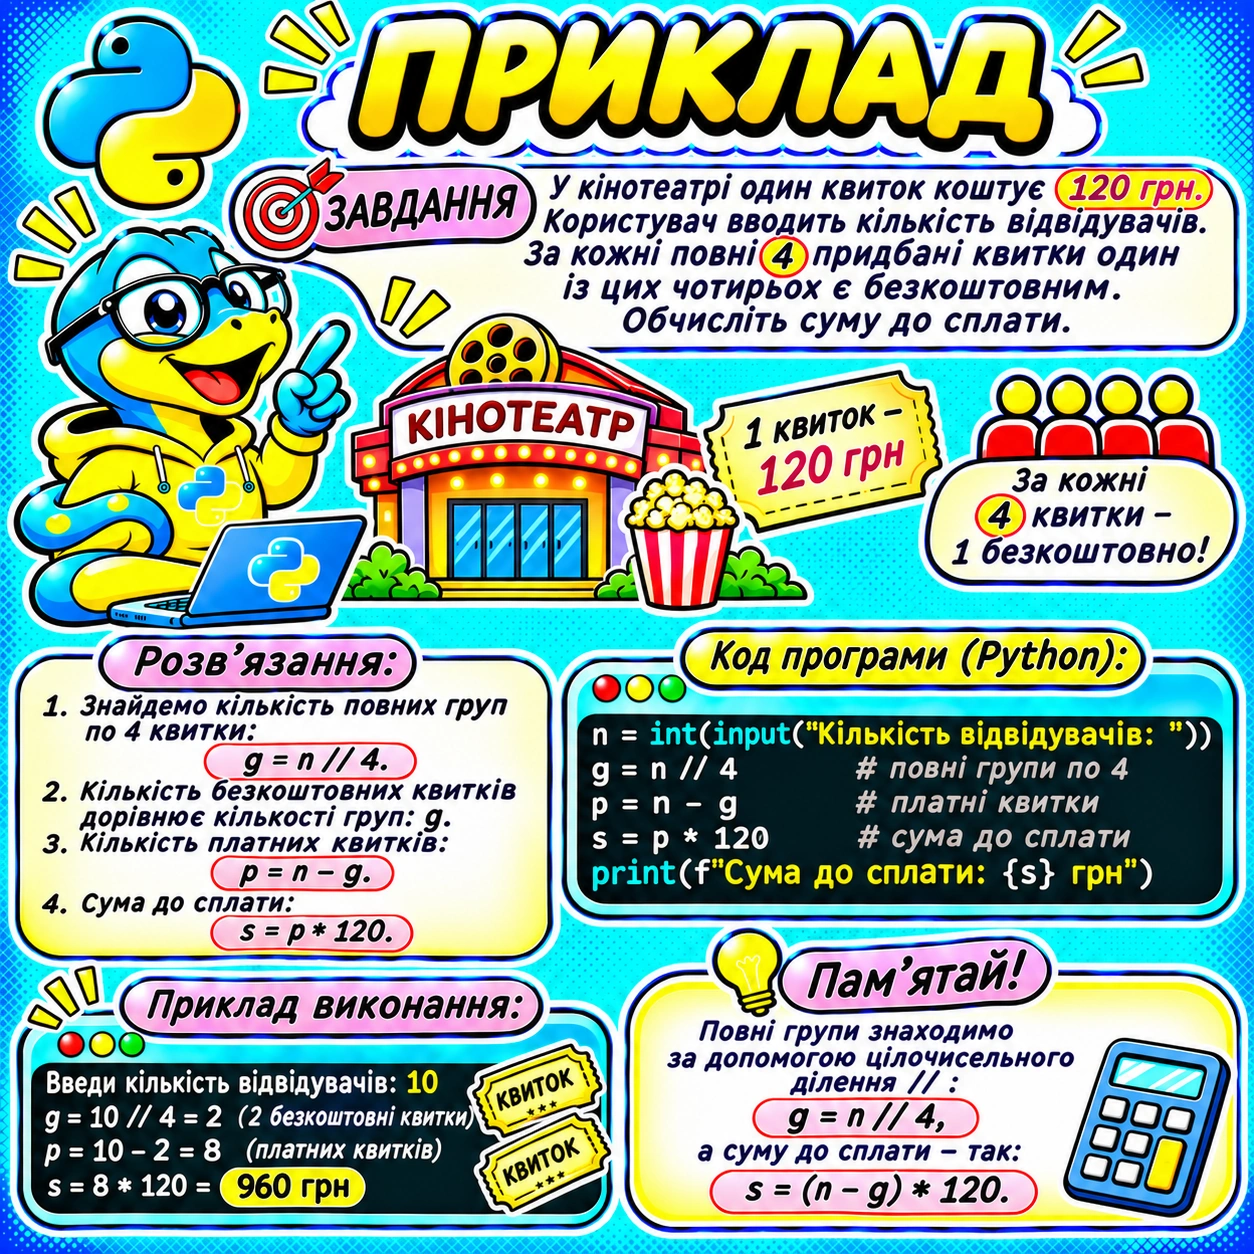 ПРИКЛАД
ЗАВДАННЯ
У кінотеатрі один квиток коштує 120 грн.
Користувач вводить кількість відвідувачів.
За кожні повні 4 придбані квитки один
із цих чотирьох є безкоштовним.
Обчисліть суму до сплати.
КІНОТЕАТР
1 квиток –
120 грн
За кожні
4 квитки –
1 безкоштовно!
Розв'язання:
1. Знайдемо кількість повних груп
по 4 квитки:
g = n // 4.
2. Кількість безкоштовних квитків
дорівнює кількості груп: g.
3. Кількість платних квитків:
p = n – g.
4. Сума до сплати:
s = p * 120.
Код програми (Python):
n = int(input("Кількість відвідувачів: "))
g = n // 4 # повні групи по 4
p = n - g # платні квитки
s = p * 120 # сума до сплати
print(f"Сума до сплати: {s} грн")
Приклад виконання:
Введи кількість відвідувачів: 10
g = 10 // 4 = 2 (2 безкоштовні квитки)
p = 10 – 2 = 8 (платних квитків)
s = 8 * 120 = 960 грн
КВИТОК
КВИТОК
Пам'ятай!
Повні групи знаходимо
за допомогою цілочисельного
ділення // :
g = n // 4,
а суму до сплати – так:
s = (n – g) * 120.